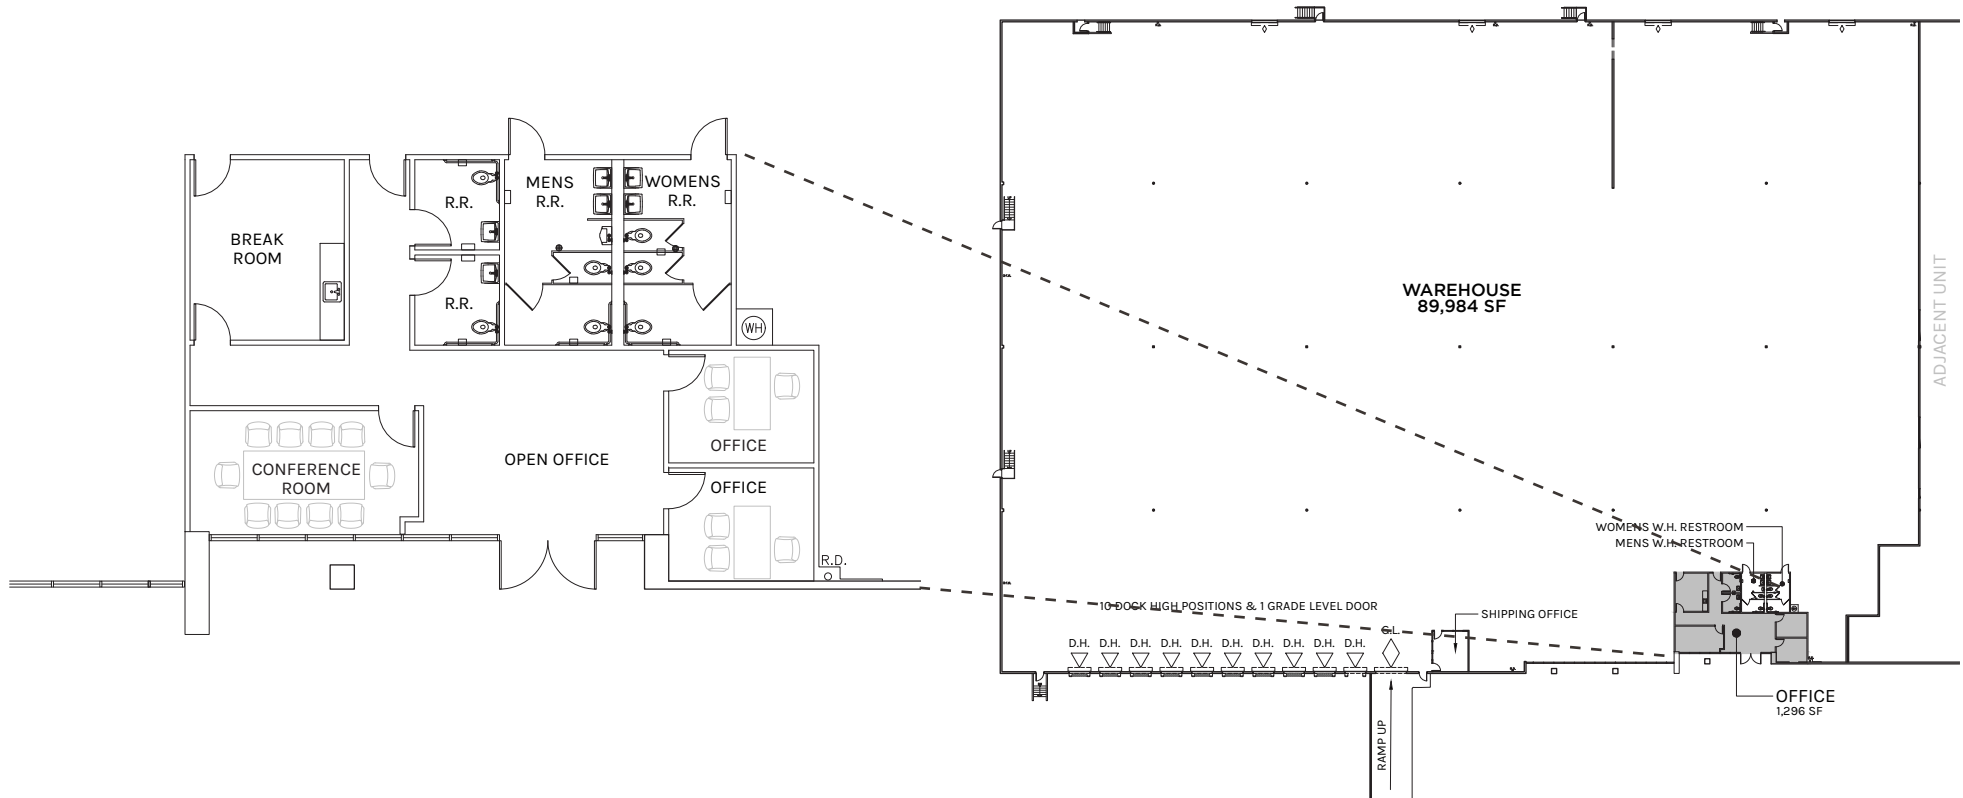 MENS
R.R.
WOMENS
R.R.
R.R.
BREAK
ROOM
R.R.
WH
OFFICE
CONFERENCE
ROOM
OPEN OFFICE
OFFICE
R.D.
WAREHOUSE
89,984 SF
ADJACENT UNIT
WOMENS W.H. RESTROOM
MENS W.H. RESTROOM
10 DOCK HIGH POSITIONS & 1 GRADE LEVEL DOOR
SHIPPING OFFICE
D.H. D.H. D.H. D.H. D.H. D.H. D.H. D.H. D.H. D.H. G.L.
OFFICE
1,296 SF
RAMP UP